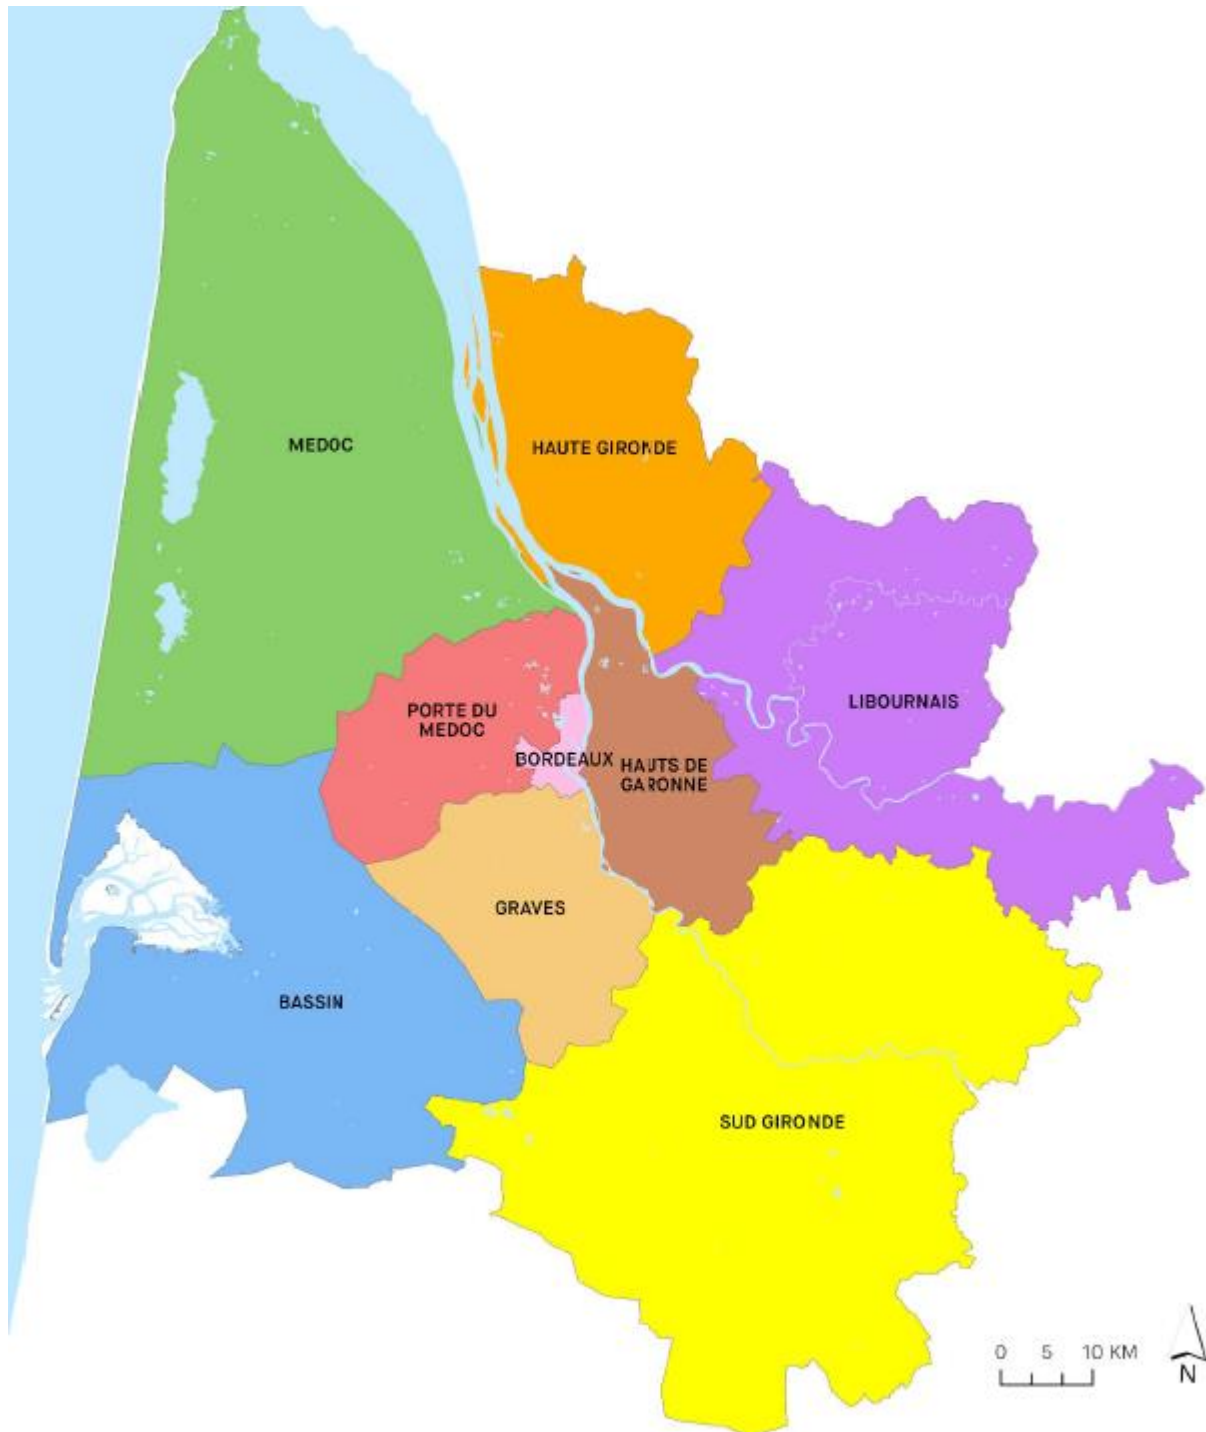 MEDOC
HAUTE GIRONDE
LIBOURNAIS
PORTE DU
MEDOC
BORDEAUX
HAUTS DE
GARONNE
GRAVES
BASSIN
SUD GIRONDE
0 5 10 KM
N